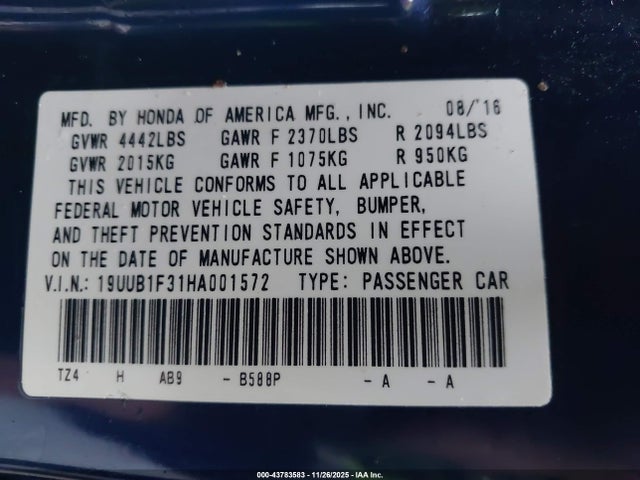 MFD. BY HONDA OF AMERICA MFG., INC. 08/'16
GVWR 4442LBS GAWR F 2370LBS R 2094LBS
GVWR 2015KG GAWR F 1075KG R 950KG
THIS VEHICLE CONFORMS TO ALL APPLICABLE
FEDERAL MOTOR VEHICLE SAFETY, BUMPER,
AND THEFT PREVENTION STANDARDS IN EFFECT
ON THE DATE OF MANUFACTURE SHOWN ABOVE.
V.I.N.: 19UUB1F31HA001572 TYPE: PASSENGER CAR
TZ4 H AB9 - B588P - A - A
000-43783583 - 11/26/2025 - IAA Inc.